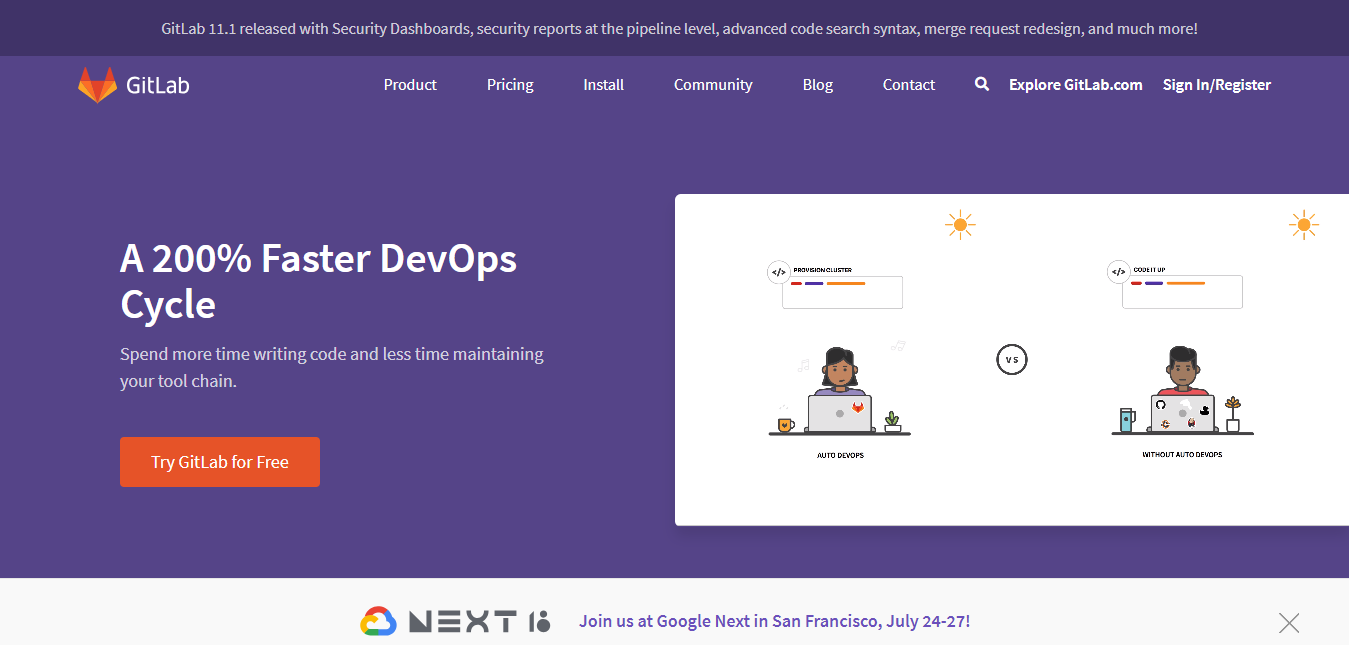 GitLab 11.1 released with Security Dashboards, security reports at the pipeline level, advanced code search syntax, merge request redesign, and much more!
GitLab
Product
Pricing
Install
Community
Blog
Contact
Explore GitLab.com
Sign In/Register
A 200% Faster DevOps
Cycle
Spend more time writing code and less time maintaining
your tool chain.
Try GitLab for Free
</> PROVISION CLUSTER
</> CODE IT UP
VS
AUTO DEVOPS
WITHOUT AUTO DEVOPS
NEXT 18
Join us at Google Next in San Francisco, July 24-27!